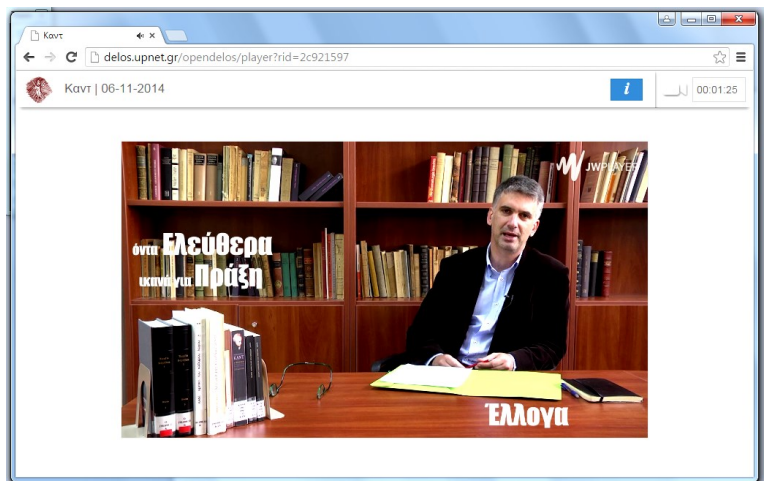 Καντ
delos.upnet.gr/opendelos/player?rid=2c921597
Καντ | 06-11-2014
i
00:01:25
JWPLAYER
όντα Ελεύθερα
ικανά για Πράξη
ΚΑΝΤ
Έλλογα